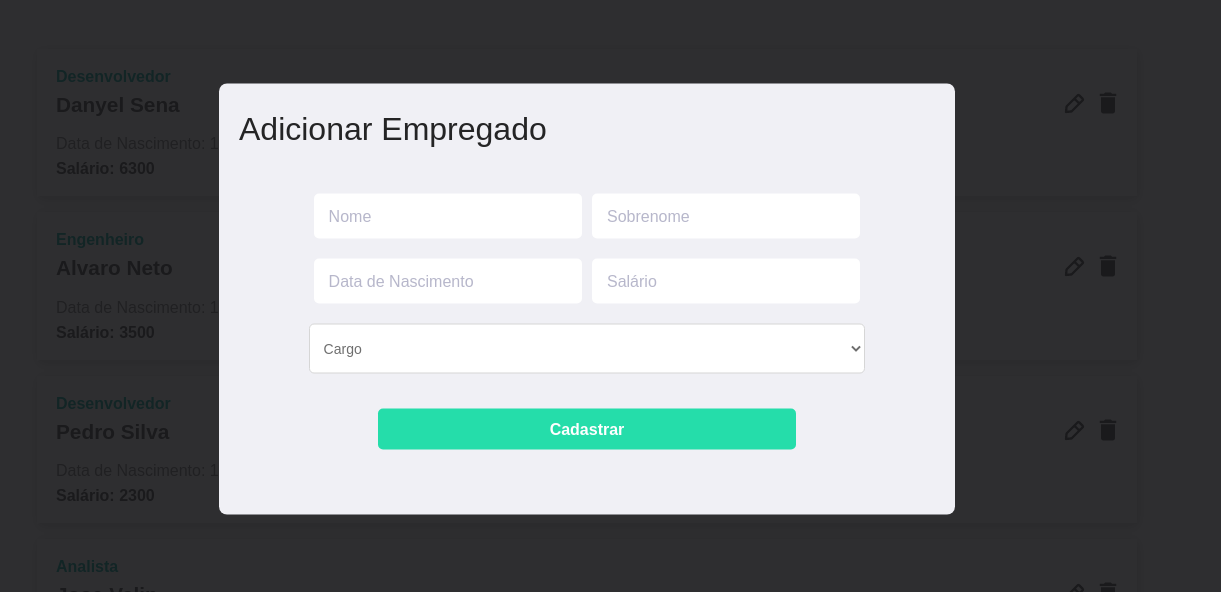 Desenvolvedor
Danyel Sena
Data de Nascimento: 1
Salário: 6300
Engenheiro
Alvaro Neto
Data de Nascimento: 1
Salário: 3500
Desenvolvedor
Pedro Silva
Data de Nascimento: 1
Salário: 2300
Analista
Adicionar Empregado
Nome
Sobrenome
Data de Nascimento
Salário
Cargo
Cadastrar